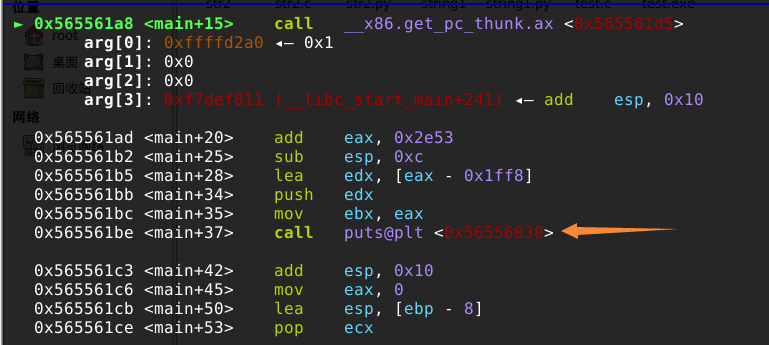 str2 str2.c str2.py string1 string1.py test.c test.exe
位置
► 0x565561a8 <main+15> call __x86.get_pc_thunk.ax <0x565561d5>
root
arg[0]: 0xffffd2a0 ◂— 0x1
arg[1]: 0x0
桌面
arg[2]: 0x0
回收站
arg[3]: 0xf7def811 (__libc_start_main+241) ◂— add esp, 0x10
网络
0x565561ad <main+20> add eax, 0x2e53
0x565561b2 <main+25> sub esp, 0xc
0x565561b5 <main+28> lea edx, [eax - 0x1ff8]
0x565561bb <main+34> push edx
0x565561bc <main+35> mov ebx, eax
0x565561be <main+37> call puts@plt <0x56556030>
0x565561c3 <main+42> add esp, 0x10
0x565561c6 <main+45> mov eax, 0
0x565561cb <main+50> lea esp, [ebp - 8]
0x565561ce <main+53> pop ecx